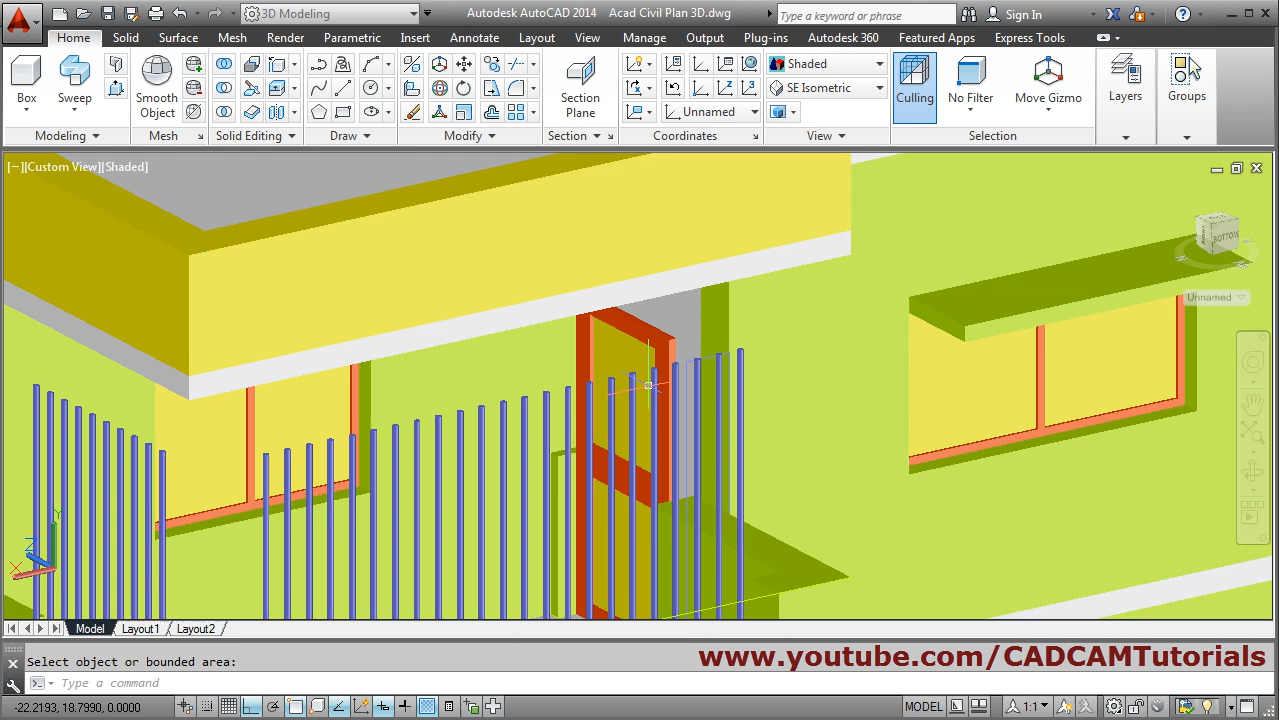 3D Modeling
Autodesk AutoCAD 2014 Acad Civil Plan 3D.dwg
Type a keyword or phrase
Sign In
Home Solid Surface Mesh Render Parametric Insert Annotate Layout View Manage Output Plug-ins Autodesk 360 Featured Apps Express Tools
Box
Sweep
Smooth Object
Section Plane
Unnamed
Shaded
SE Isometric
Culling
No Filter
Move Gizmo
Layers
Groups
Modeling Mesh Solid Editing Draw Modify Section Coordinates View Selection
[−][Custom View][Shaded]
BOTTOM
Unnamed
Y
Z
X
Model Layout1 Layout2
Select object or bounded area:
Type a command
www.youtube.com/CADCAMTutorials
-22.2193, 18.7990, 0.0000
MODEL
1:1